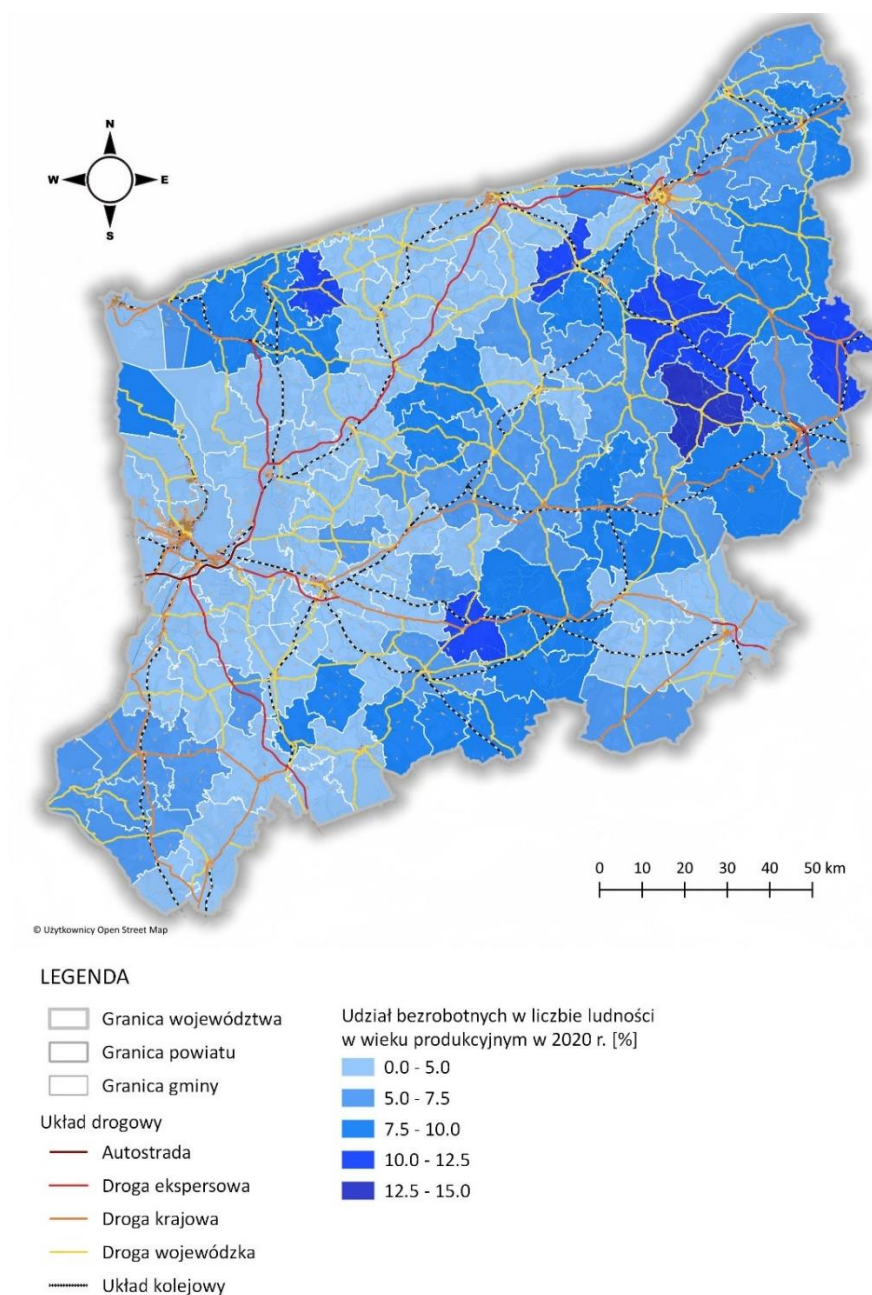 N
W E
S
0 10 20 30 40 50 km
© Użytkownicy Open Street Map
LEGENDA
Granica województwa
Granica powiatu
Granica gminy
Układ drogowy
Autostrada
Droga ekspersowa
Droga krajowa
Droga wojewódzka
Układ kolejowy
Udział bezrobotnych w liczbie ludności
w wieku produkcyjnym w 2020 r. [%]
0.0 - 5.0
5.0 - 7.5
7.5 - 10.0
10.0 - 12.5
12.5 - 15.0